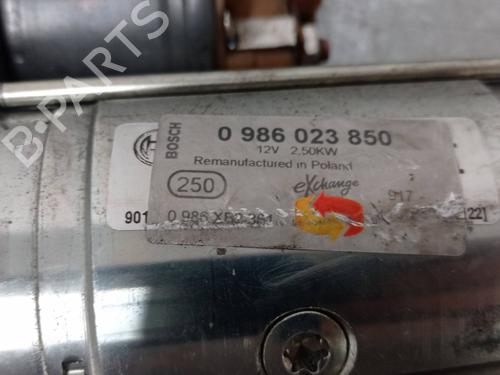 BOSCH
0 986 023 850
12V 2,50KW
Remanufactured in Poland
250
eXchange
917
901
22]
B-PARTS